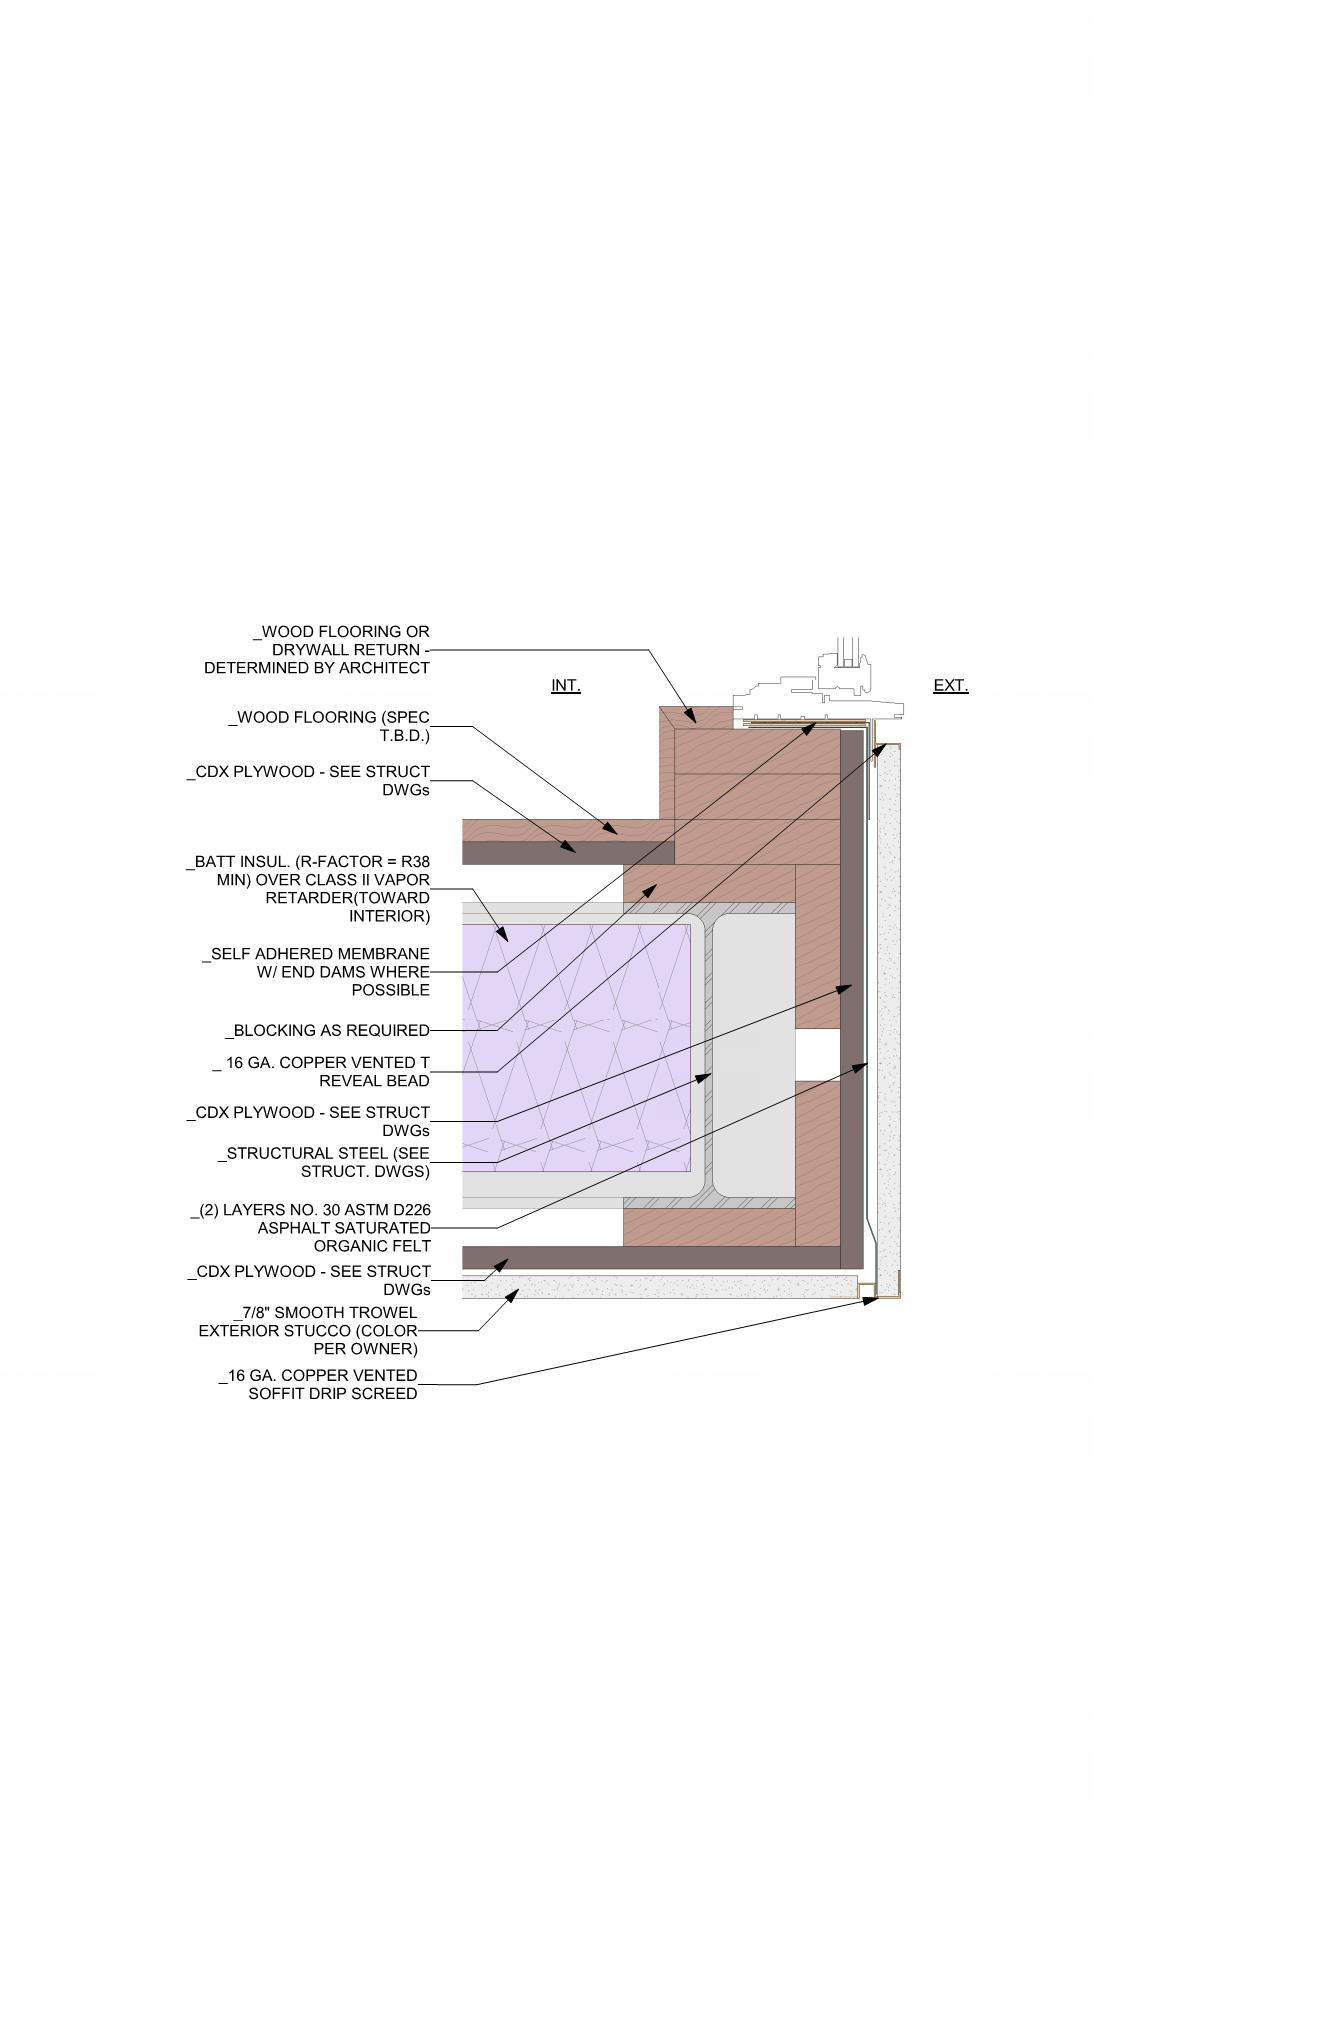 _WOOD FLOORING OR
DRYWALL RETURN -
DETERMINED BY ARCHITECT
INT.
EXT.
_WOOD FLOORING (SPEC
T.B.D.)
_CDX PLYWOOD - SEE STRUCT
DWGs
_BATT INSUL. (R-FACTOR = R38
MIN) OVER CLASS II VAPOR
RETARDER(TOWARD
INTERIOR)
_SELF ADHERED MEMBRANE
W/ END DAMS WHERE
POSSIBLE
_BLOCKING AS REQUIRED
_ 16 GA. COPPER VENTED T
REVEAL BEAD
_CDX PLYWOOD - SEE STRUCT
DWGs
_STRUCTURAL STEEL (SEE
STRUCT. DWGS)
_(2) LAYERS NO. 30 ASTM D226
ASPHALT SATURATED
ORGANIC FELT
_CDX PLYWOOD - SEE STRUCT
DWGs
_7/8" SMOOTH TROWEL
EXTERIOR STUCCO (COLOR
PER OWNER)
_16 GA. COPPER VENTED
SOFFIT DRIP SCREED